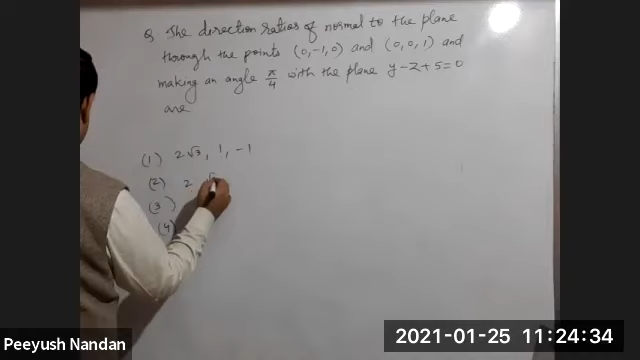 Q The direction ratios of normal to the plane
through the points (0,-1,0) and (0,0,1) and
making an angle π/4 with the plane y-z+5=0
are
(1) 2√3, 1, -1
(2) 2
(3)
(4)
Peeyush Nandan
2021-01-25 11:24:34